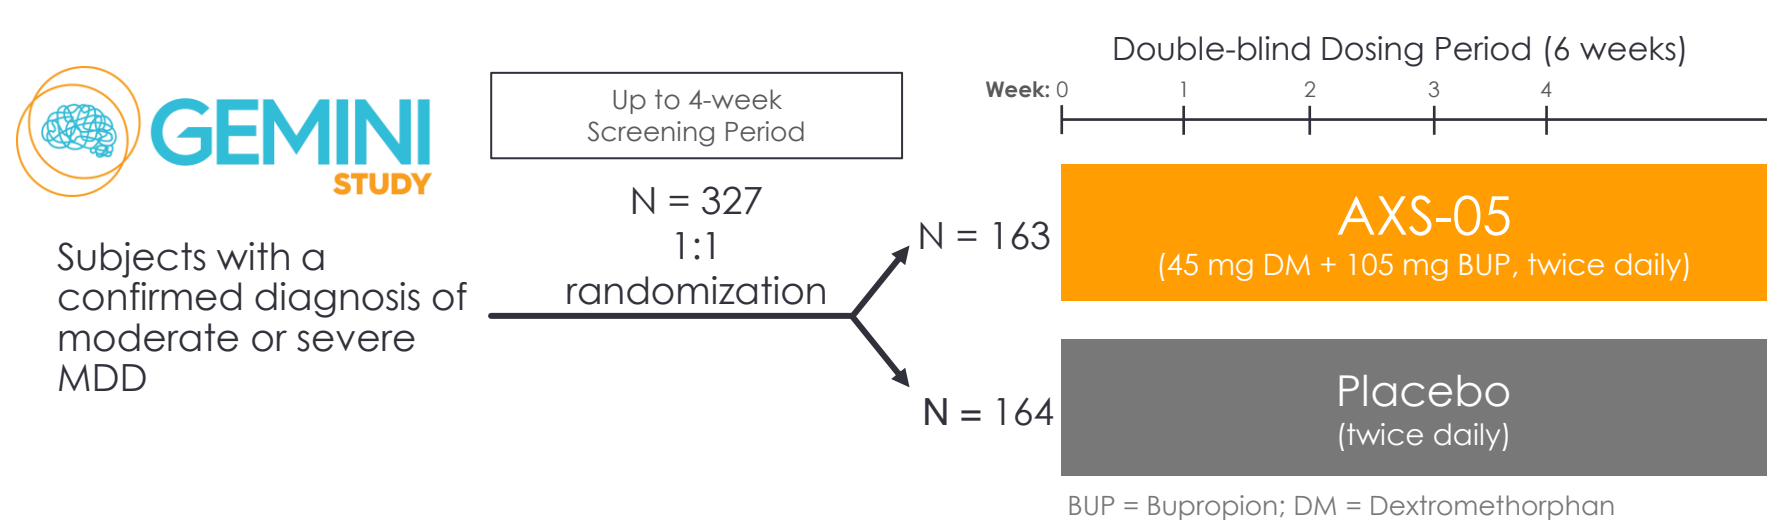 GEMINI
STUDY
Subjects with a
confirmed diagnosis of
moderate or severe
MDD
Up to 4-week
Screening Period
N = 327
1:1
randomization
N = 163
N = 164
Double-blind Dosing Period (6 weeks)
Week: 0 1 2 3 4
AXS-05
(45 mg DM + 105 mg BUP, twice daily)
Placebo
(twice daily)
BUP = Bupropion; DM = Dextromethorphan